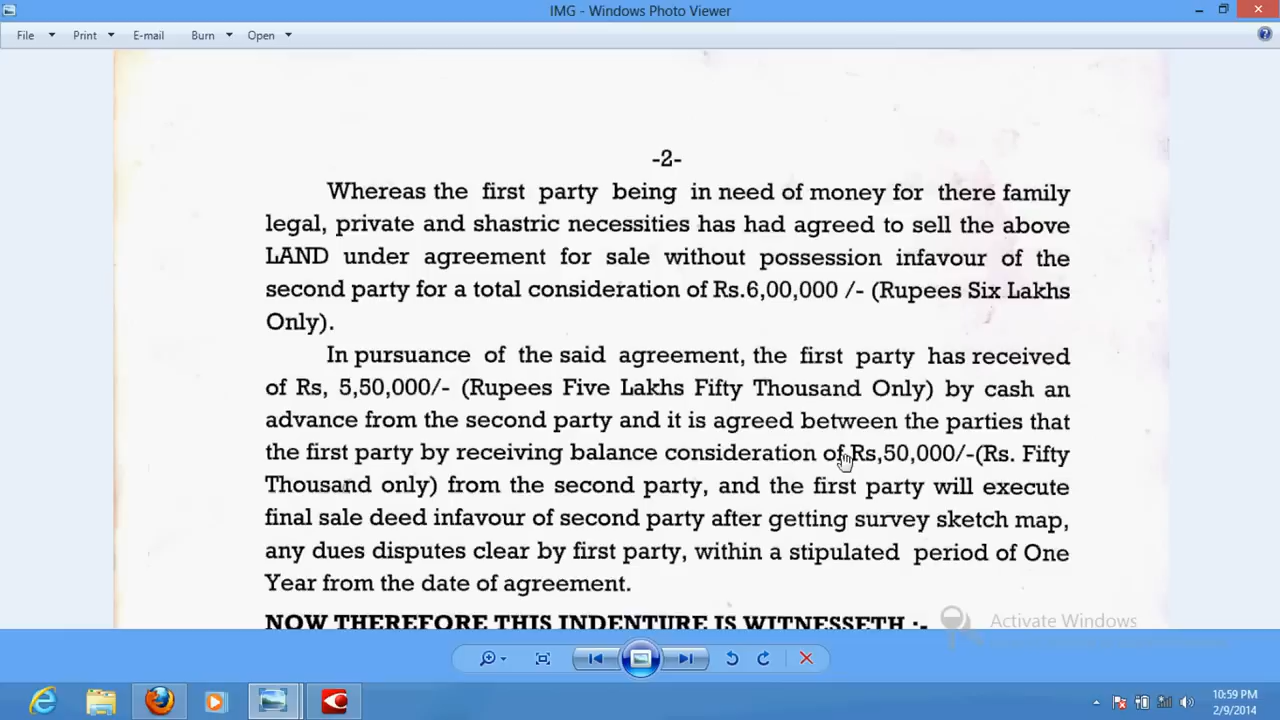 IMG - Windows Photo Viewer
File Print E-mail Burn Open
-2-
Whereas the first party being in need of money for there family
legal, private and shastric necessities has had agreed to sell the above
LAND under agreement for sale without possession infavour of the
second party for a total consideration of Rs.6,00,000 /- (Rupees Six Lakhs
Only).
In pursuance of the said agreement, the first party has received
of Rs, 5,50,000/- (Rupees Five Lakhs Fifty Thousand Only) by cash an
advance from the second party and it is agreed between the parties that
the first party by receiving balance consideration of Rs,50,000/-(Rs. Fifty
Thousand only) from the second party, and the first party will execute
final sale deed infavour of second party after getting survey sketch map,
any dues disputes clear by first party, within a stipulated period of One
Year from the date of agreement.
NOW THEREFORE THIS INDENTURE IS WITNESSETH :-
Activate Windows
10:59 PM
2/9/2014